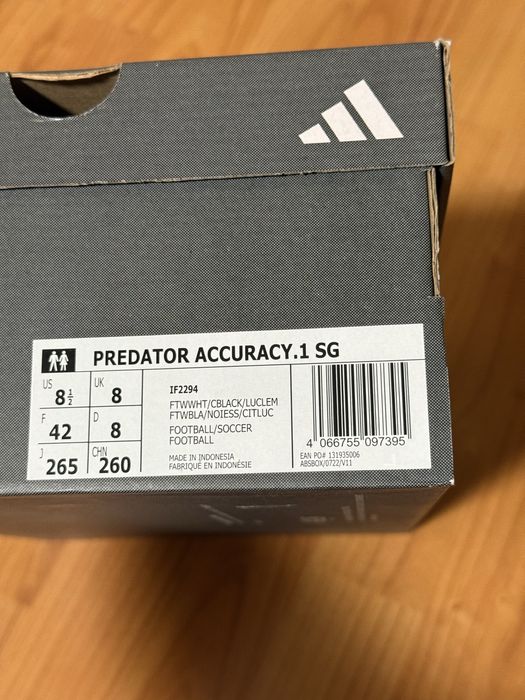 PREDATOR ACCURACY.1 SG
US 8½ UK 8
F 42 D 8
J 265 CHN 260
IF2294
FTWWHT/CBLACK/LUCLEM
FTWBLA/NOIESS/CITLUC
FOOTBALL/SOCCER
FOOTBALL
MADE IN INDONESIA
FABRIQUÉ EN INDONÉSIE
4 066755 097395
EAN PO# 131935006
ABSBOX/0722/V11